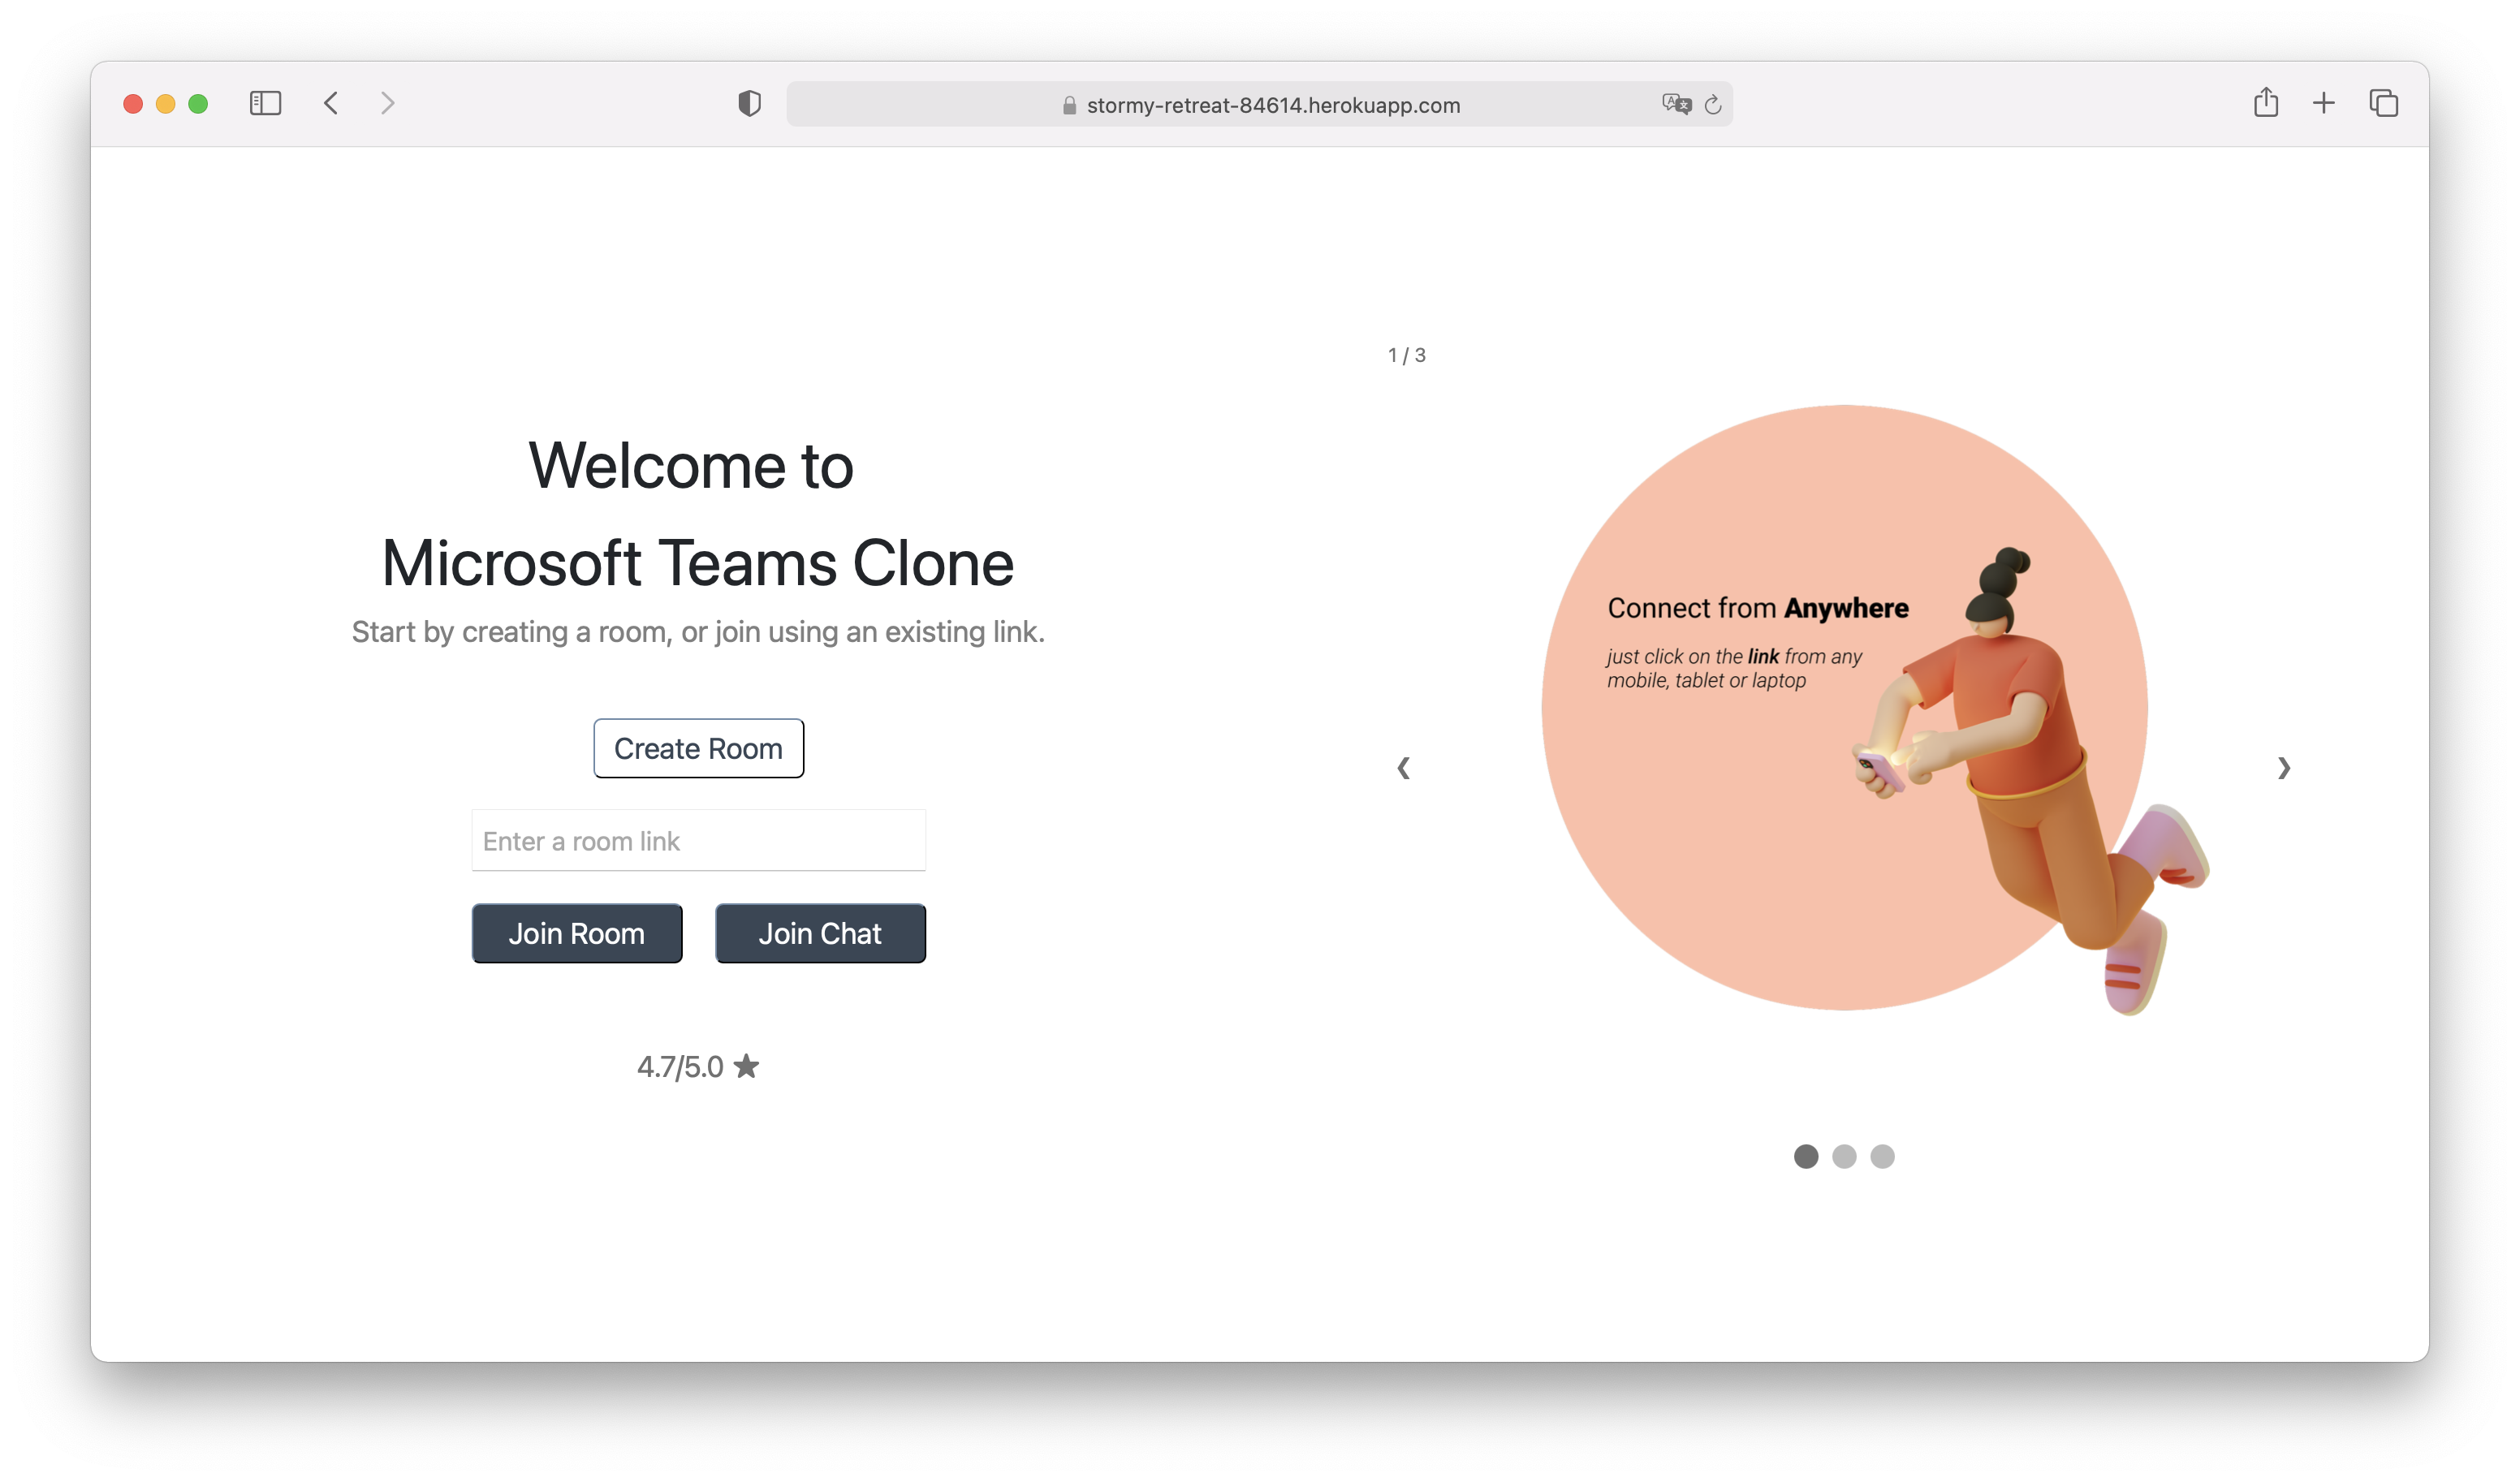 stormy-retreat-84614.herokuapp.com
Welcome to
Microsoft Teams Clone
Start by creating a room, or join using an existing link.
Create Room
Enter a room link
Join Room
Join Chat
4.7/5.0 ★
1 / 3
Connect from Anywhere
just click on the link from any
mobile, tablet or laptop